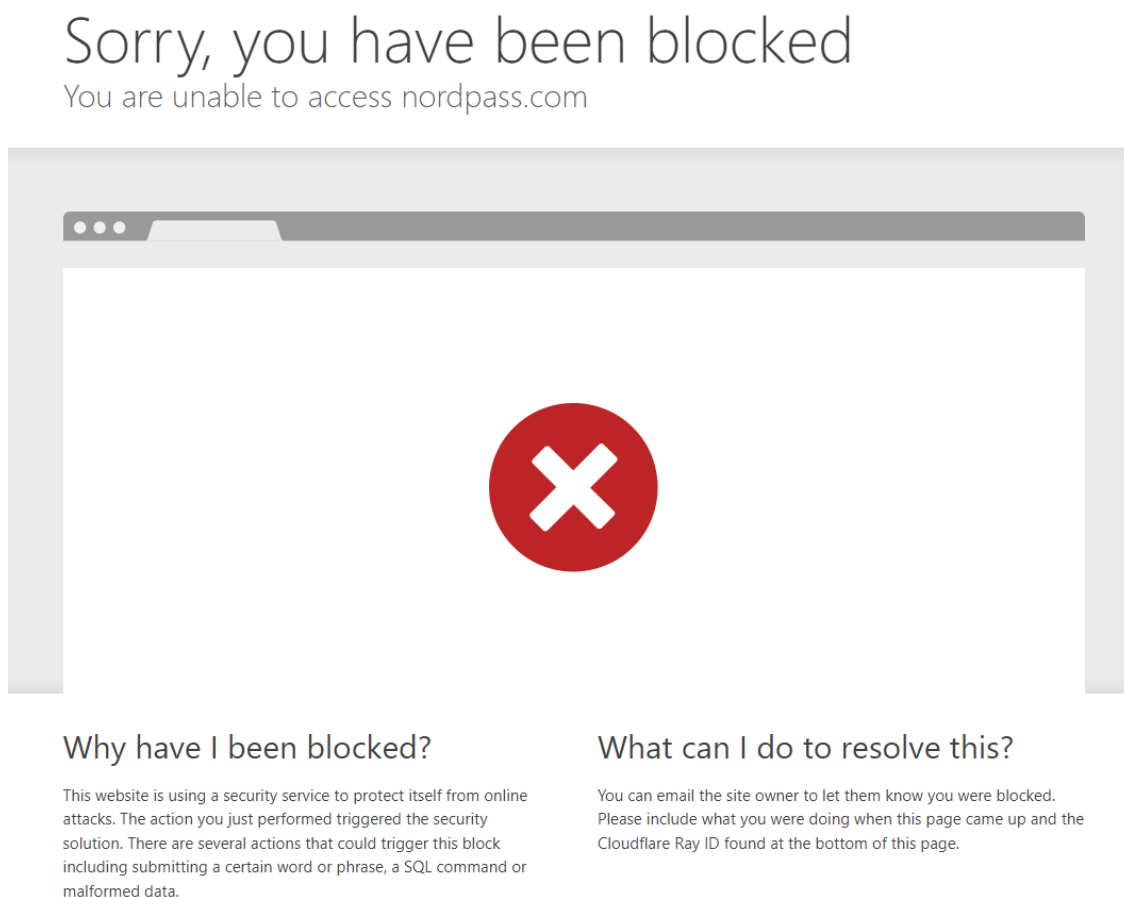 Sorry, you have been blocked
You are unable to access nordpass.com
Why have I been blocked?
This website is using a security service to protect itself from online
attacks. The action you just performed triggered the security
solution. There are several actions that could trigger this block
including submitting a certain word or phrase, a SQL command or
malformed data.
What can I do to resolve this?
You can email the site owner to let them know you were blocked.
Please include what you were doing when this page came up and the
Cloudflare Ray ID found at the bottom of this page.